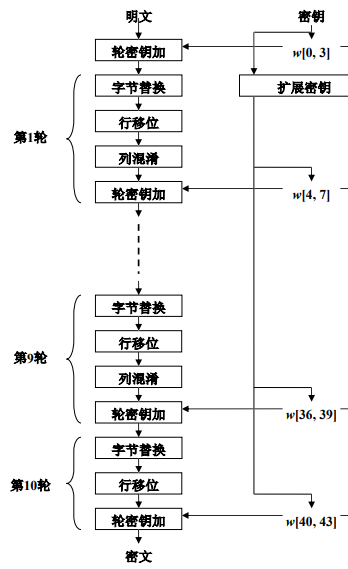 明文
密钥
轮密钥加
w[0, 3]
字节替换
扩展密钥
行移位
第1轮
列混淆
轮密钥加
w[4, 7]
字节替换
行移位
第9轮
列混淆
轮密钥加
w[36, 39]
字节替换
第10轮
行移位
轮密钥加
w[40, 43]
密文